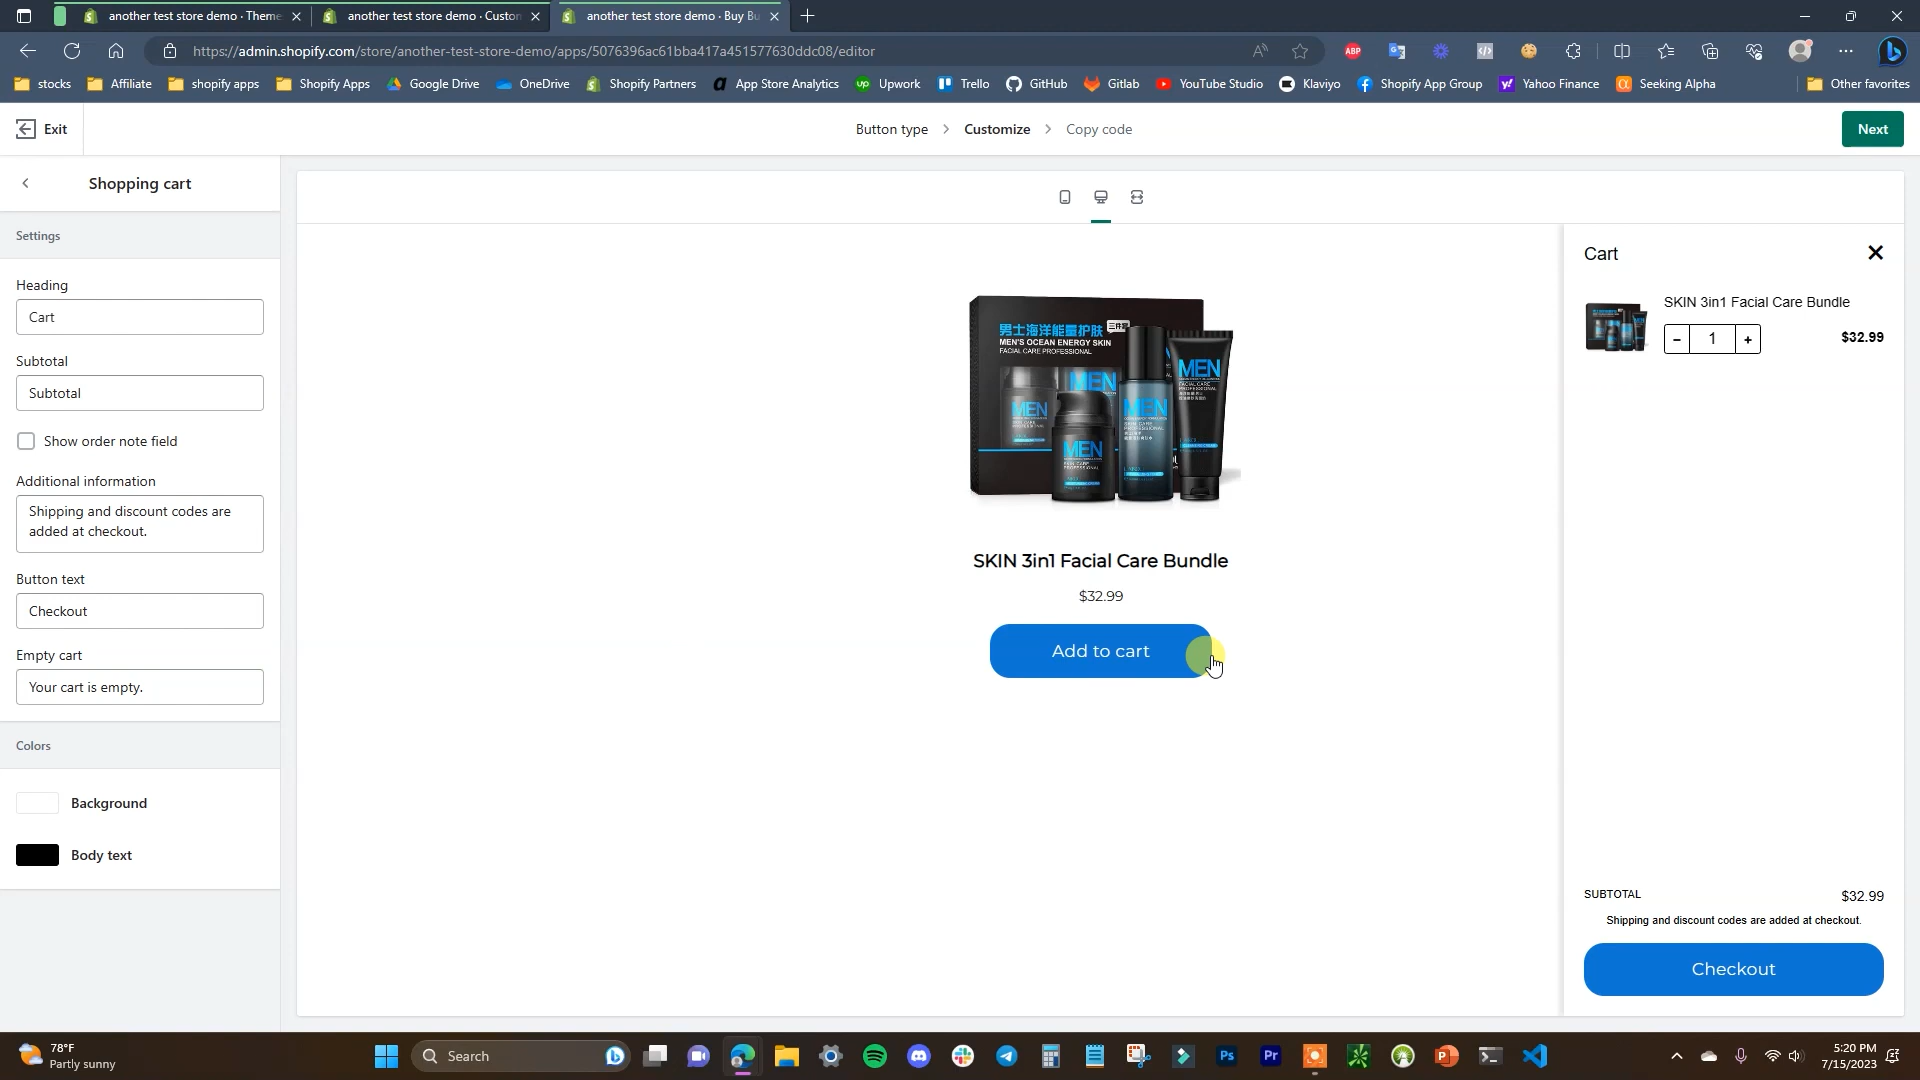 another test store demo · Theme
another test store demo · Custon
another test store demo · Buy Bu
https://admin.shopify.com/store/another-test-store-demo/apps/5076396ac61bba417a451577630ddc08/editor
stocks
Affiliate
shopify apps
Shopify Apps
Google Drive
OneDrive
Shopify Partners
App Store Analytics
Upwork
Trello
GitHub
Gitlab
YouTube Studio
Klaviyo
Shopify App Group
Yahoo Finance
Seeking Alpha
Other favorites
Exit
Button type > Customize > Copy code
Next
Shopping cart
Settings
Heading
Cart
Subtotal
Subtotal
Show order note field
Additional information
Shipping and discount codes are
added at checkout.
Button text
Checkout
Empty cart
Your cart is empty.
Colors
Background
Body text
男士海洋能量护肤 三件套
MEN'S OCEAN ENERGY SKIN
FACIAL CARE PROFESSIONAL
MEN
MEN
MEN
MEN
MEN
SKIN 3in1 Facial Care Bundle
$32.99
Add to cart
Cart
SKIN 3in1 Facial Care Bundle
- 1 +
$32.99
SUBTOTAL
$32.99
Shipping and discount codes are added at checkout.
Checkout
78°F
Partly sunny
Search
5:20 PM
7/15/2023